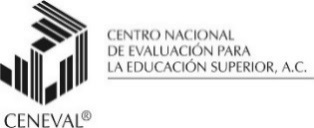 CENTRO NACIONAL
DE EVALUACIÓN PARA
LA EDUCACIÓN SUPERIOR, A.C.
CENEVAL®